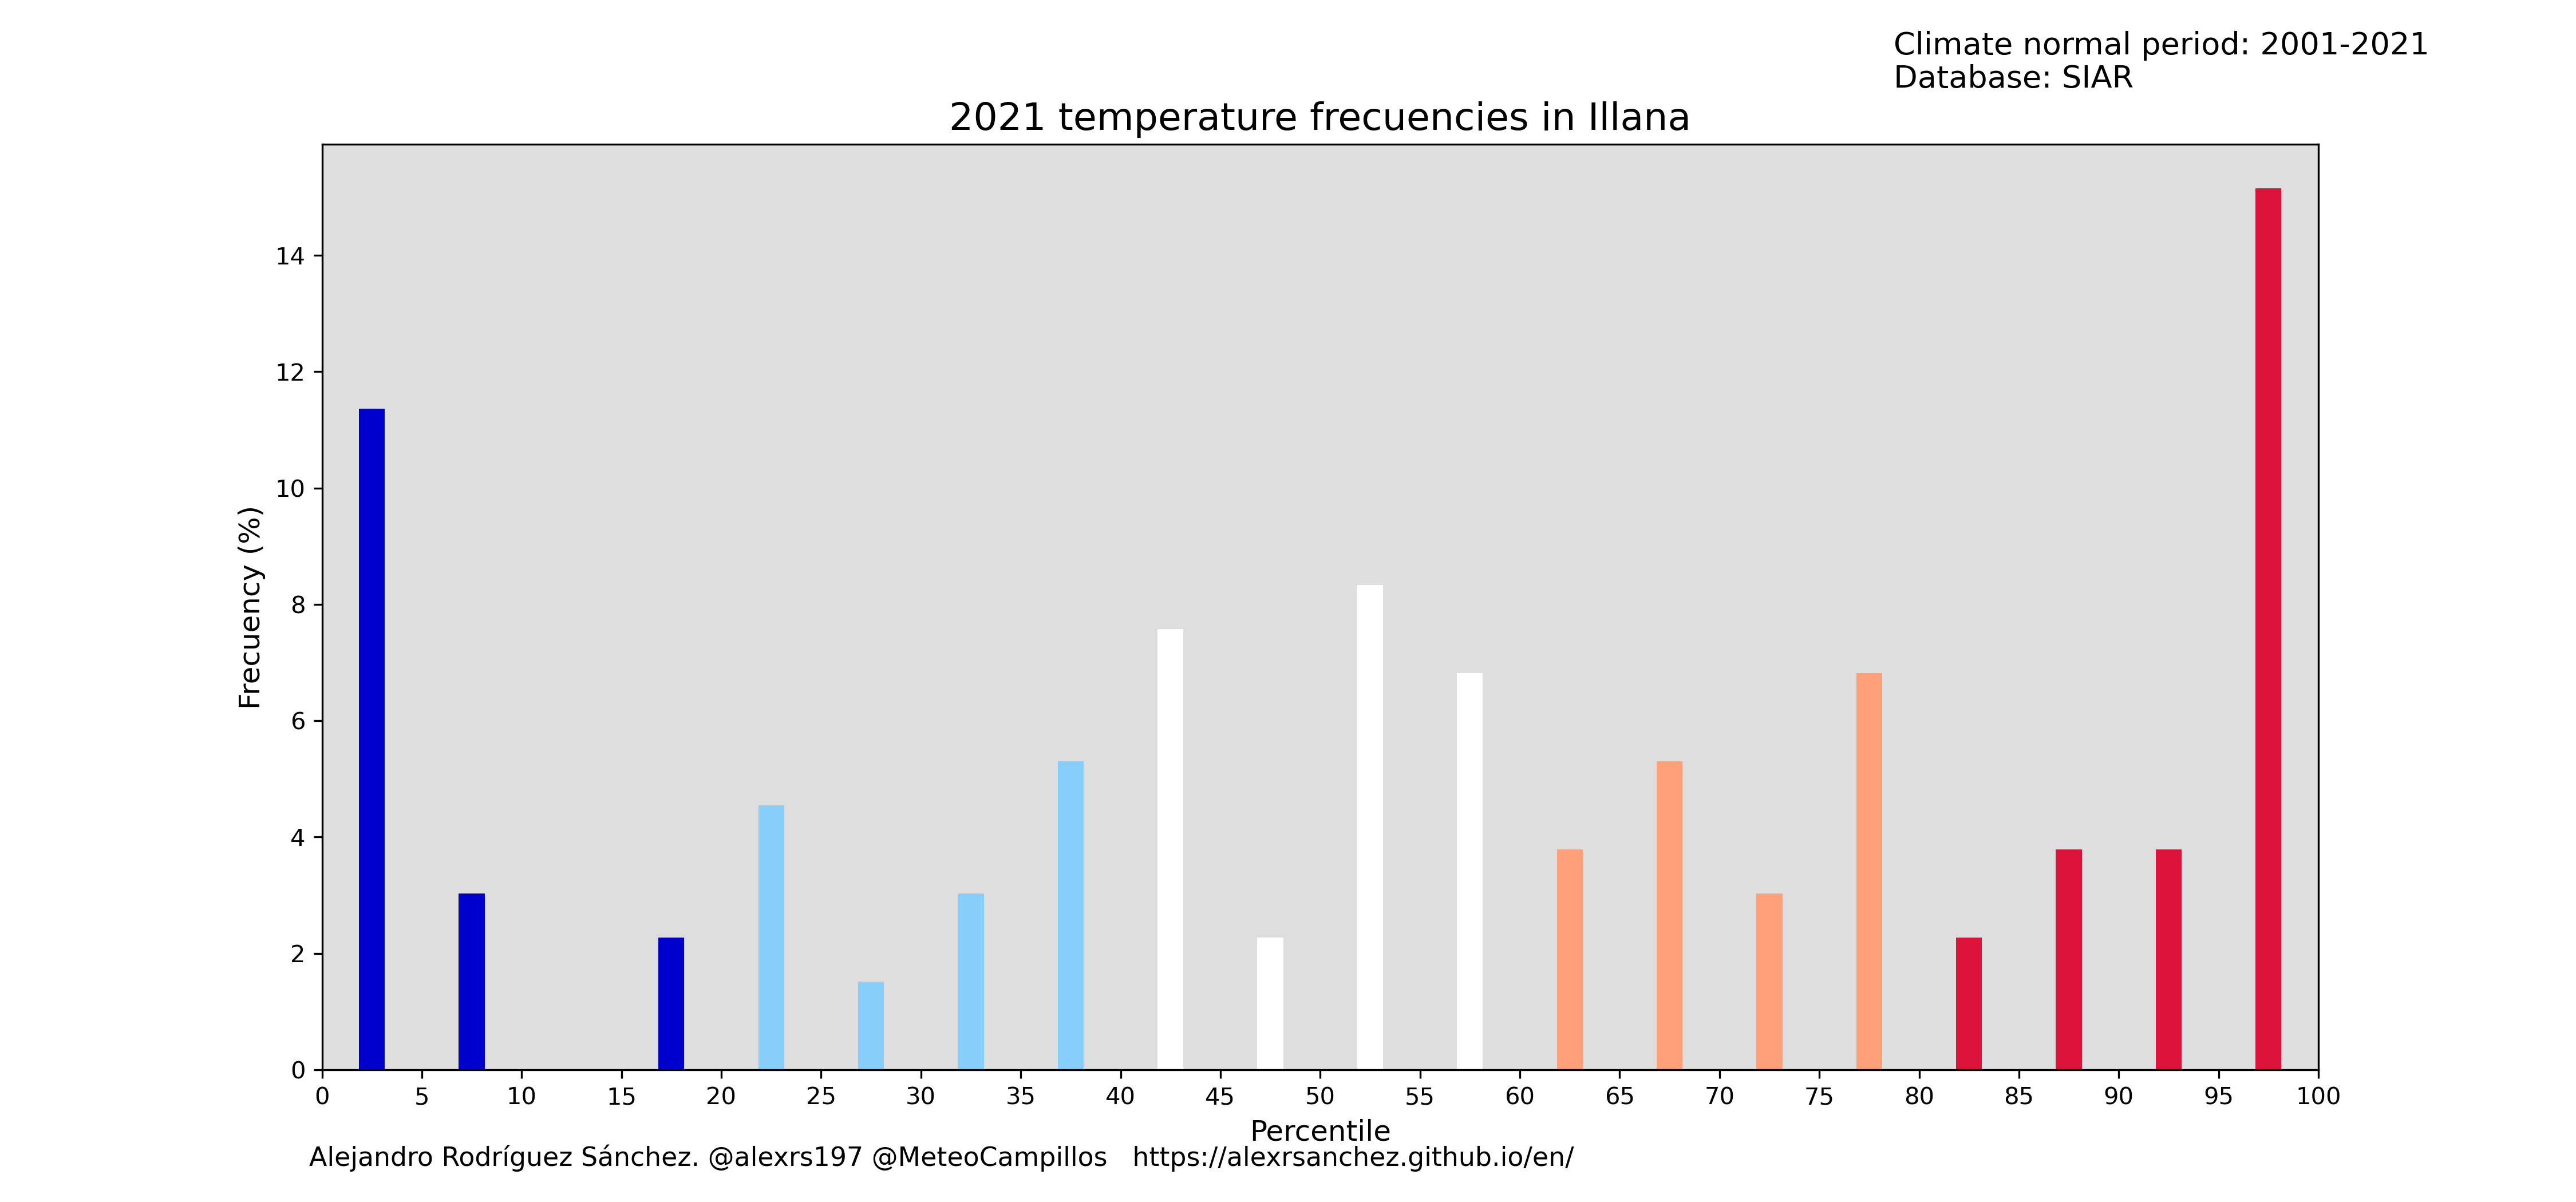 Climate normal period: 2001-2021
Database: SIAR
2021 temperature frecuencies in Illana
14
12
10
8
6
4
2
0
Frecuency (%)
0 5 10 15 20 25 30 35 40 45 50 55 60 65 70 75 80 85 90 95 100
Percentile
Alejandro Rodríguez Sánchez. @alexrs197 @MeteoCampillos https://alexrsanchez.github.io/en/